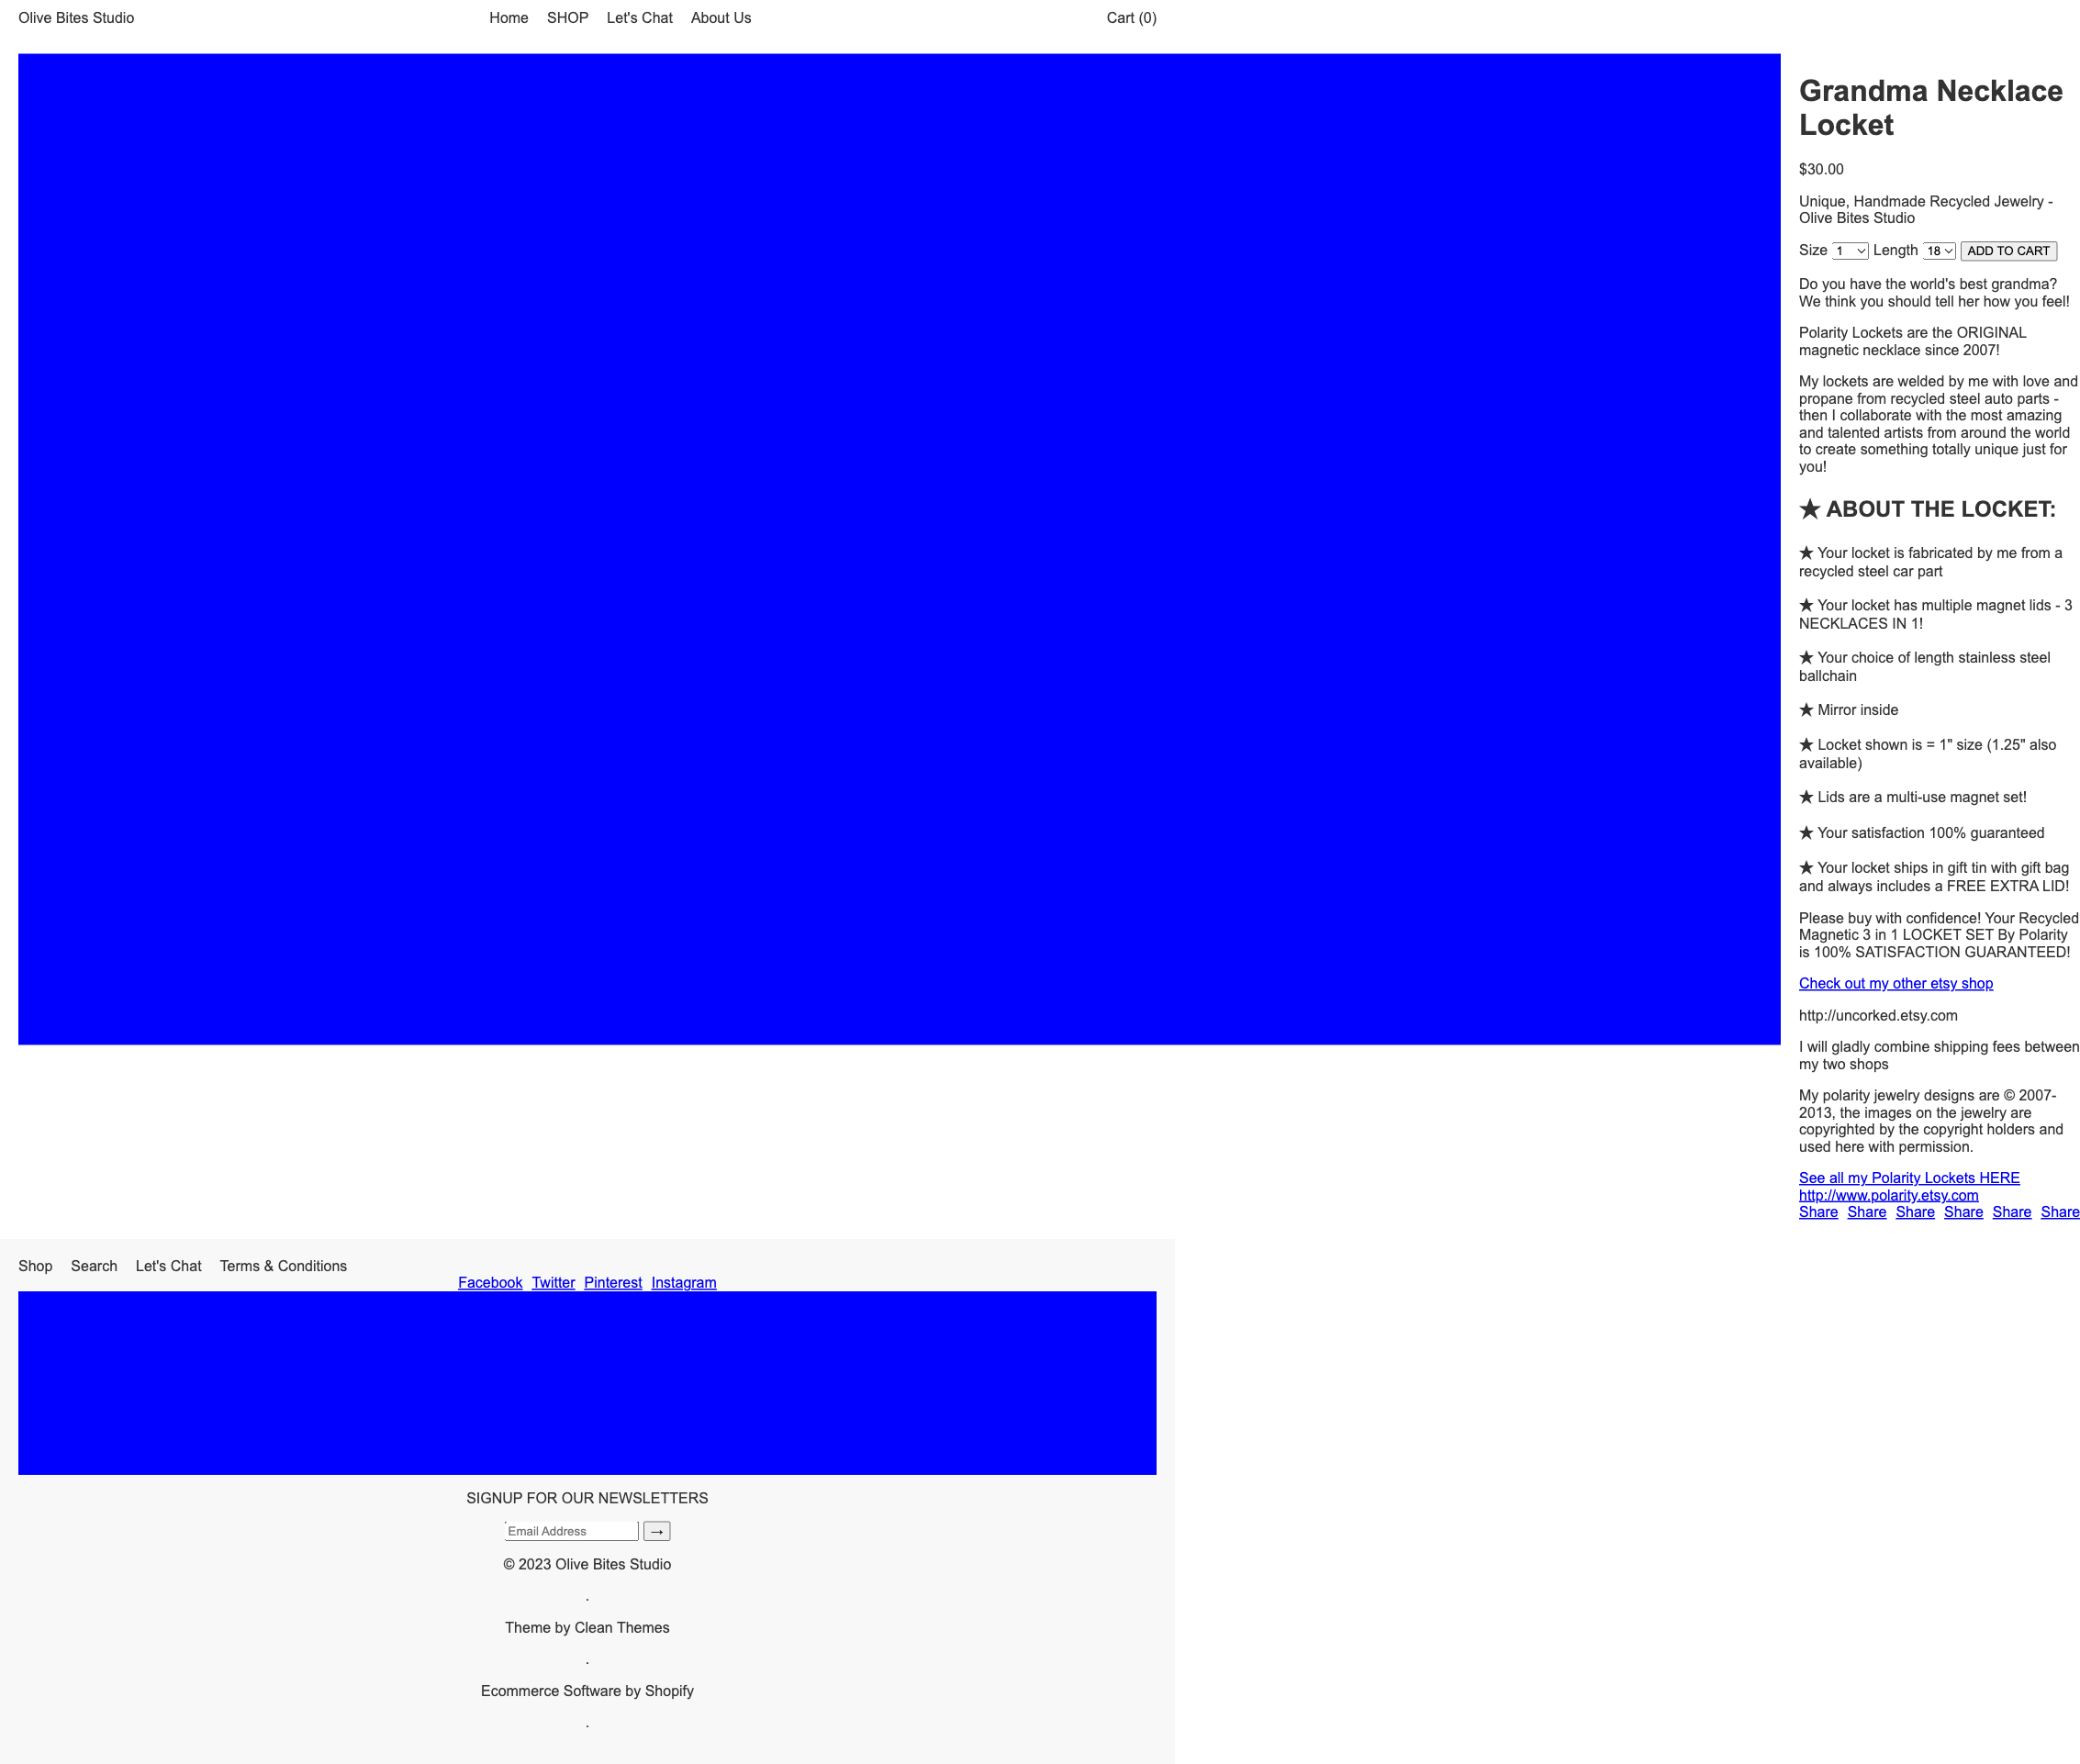 Olive Bites Studio
Home SHOP Let's Chat About Us
Cart (0)
Grandma Necklace
Locket
$30.00
Unique, Handmade Recycled Jewelry -
Olive Bites Studio
Size 1 Length 18 ADD TO CART
Do you have the world's best grandma?
We think you should tell her how you feel!
Polarity Lockets are the ORIGINAL
magnetic necklace since 2007!
My lockets are welded by me with love and
propane from recycled steel auto parts -
then I collaborate with the most amazing
and talented artists from around the world
to create something totally unique just for
you!
★ ABOUT THE LOCKET:
★ Your locket is fabricated by me from a
recycled steel car part
★ Your locket has multiple magnet lids - 3
NECKLACES IN 1!
★ Your choice of length stainless steel
ballchain
★ Mirror inside
★ Locket shown is = 1" size (1.25" also
available)
★ Lids are a multi-use magnet set!
★ Your satisfaction 100% guaranteed
★ Your locket ships in gift tin with gift bag
and always includes a FREE EXTRA LID!
Please buy with confidence! Your Recycled
Magnetic 3 in 1 LOCKET SET By Polarity
is 100% SATISFACTION GUARANTEED!
Check out my other etsy shop
http://uncorked.etsy.com
I will gladly combine shipping fees between
my two shops
My polarity jewelry designs are © 2007-
2013, the images on the jewelry are
copyrighted by the copyright holders and
used here with permission.
See all my Polarity Lockets HERE
http://www.polarity.etsy.com
Share Share Share Share Share Share
Shop Search Let's Chat Terms & Conditions
Facebook Twitter Pinterest Instagram
SIGNUP FOR OUR NEWSLETTERS
Email Address →
© 2023 Olive Bites Studio
.
Theme by Clean Themes
.
Ecommerce Software by Shopify
.